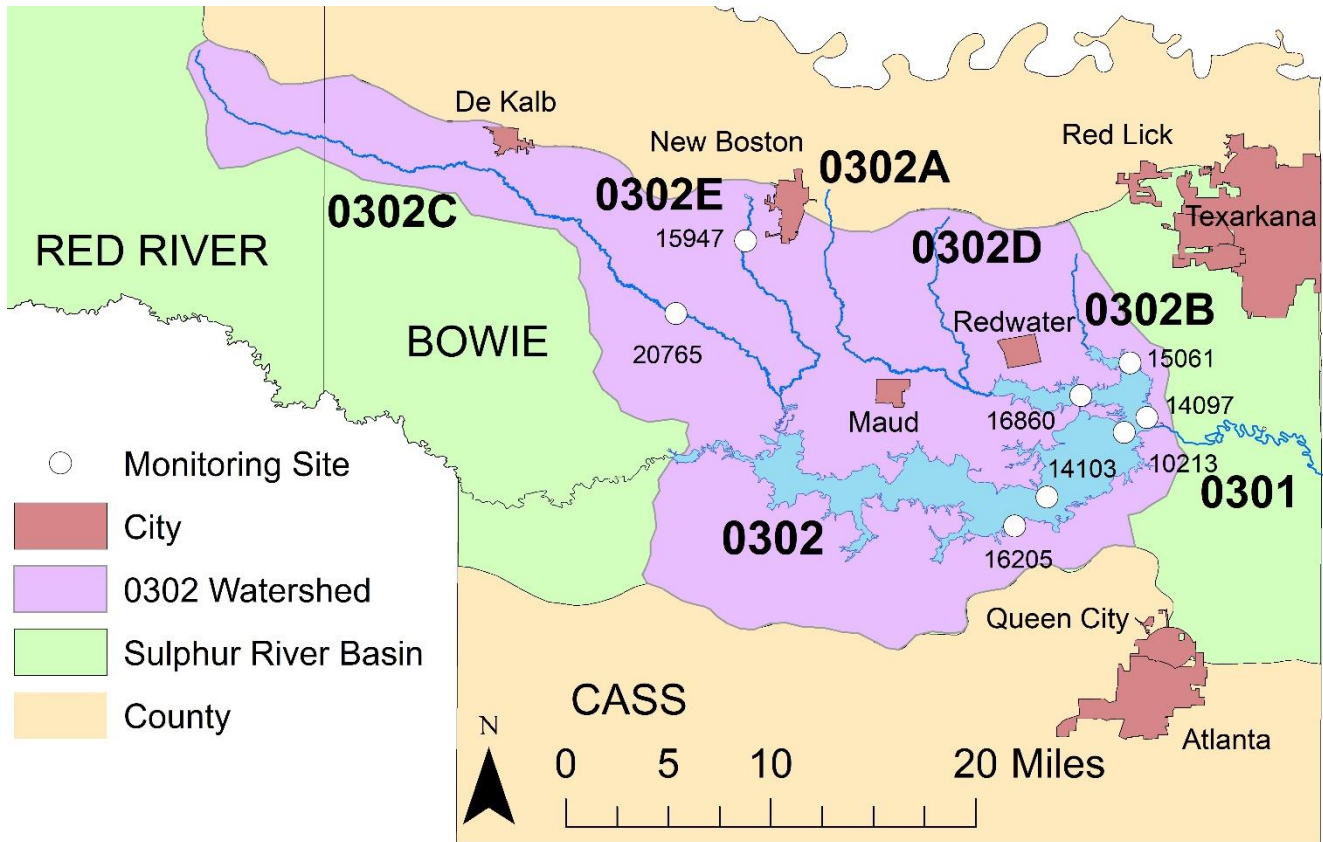 De Kalb
New Boston
Red Lick
0302A
0302E
0302C
15947
Texarkana
0302D
RED RIVER
0302B
Redwater
BOWIE
20765
15061
Maud
16860
14097
Monitoring Site
14103
10213
0301
City
0302
16205
0302 Watershed
Queen City
Sulphur River Basin
CASS
County
N
Atlanta
0 5 10 20 Miles